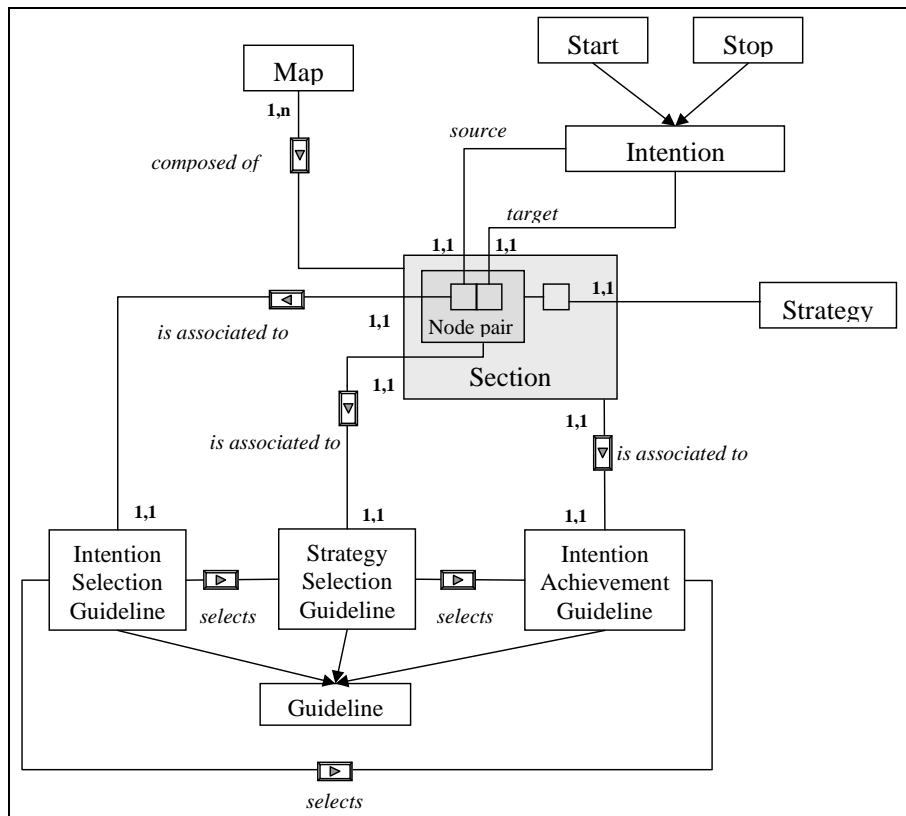 Start
Stop
Map
1,n
source
Intention
composed of
target
1,1
1,1
1,1
Strategy
is associated to
1,1
Node pair
Section
1,1
1,1
is associated to
is associated to
1,1
1,1
1,1
Intention
Selection
Guideline
selects
Strategy
Selection
Guideline
selects
Intention
Achievement
Guideline
Guideline
selects